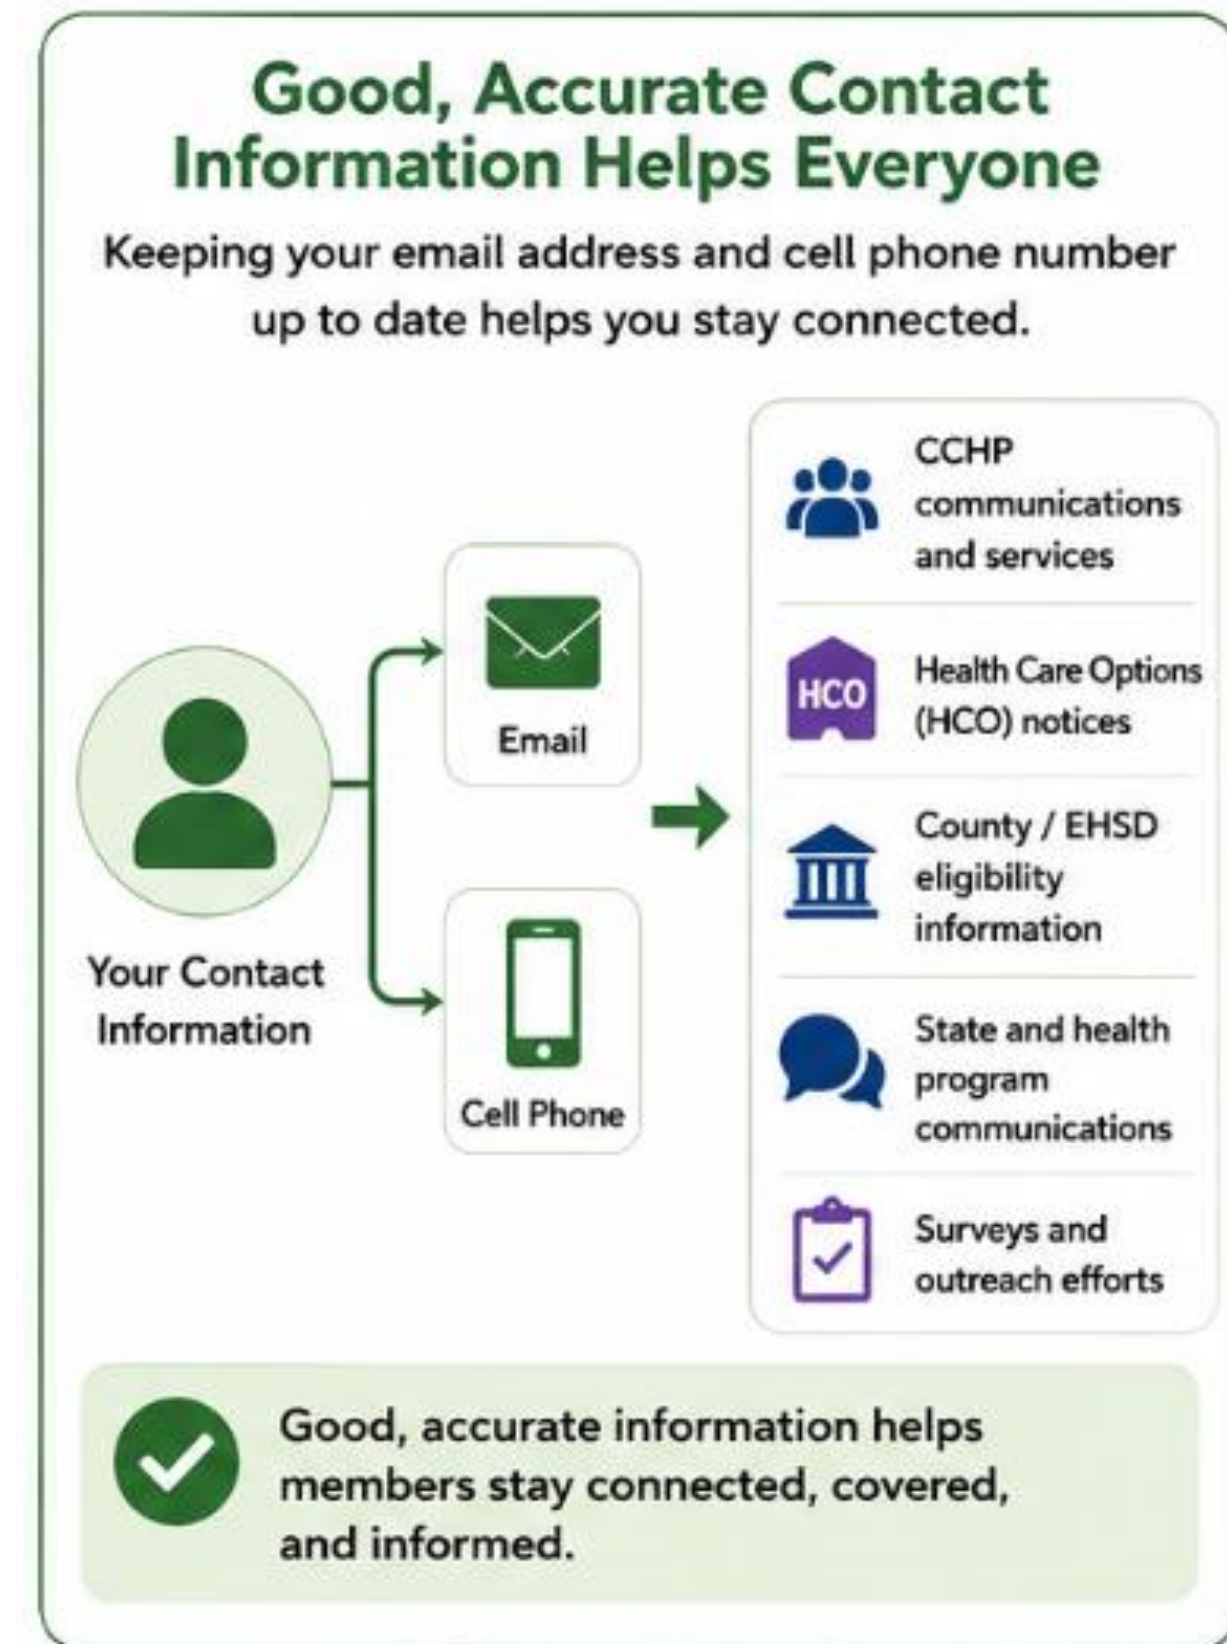 Good, Accurate Contact
Information Helps Everyone
Keeping your email address and cell phone number
up to date helps you stay connected.
Your Contact
Information
Email
Cell Phone
CCHP
communications
and services
HCO
Health Care Options
(HCO) notices
County / EHSD
eligibility
information
State and health
program
communications
Surveys and
outreach efforts
Good, accurate information helps
members stay connected, covered,
and informed.